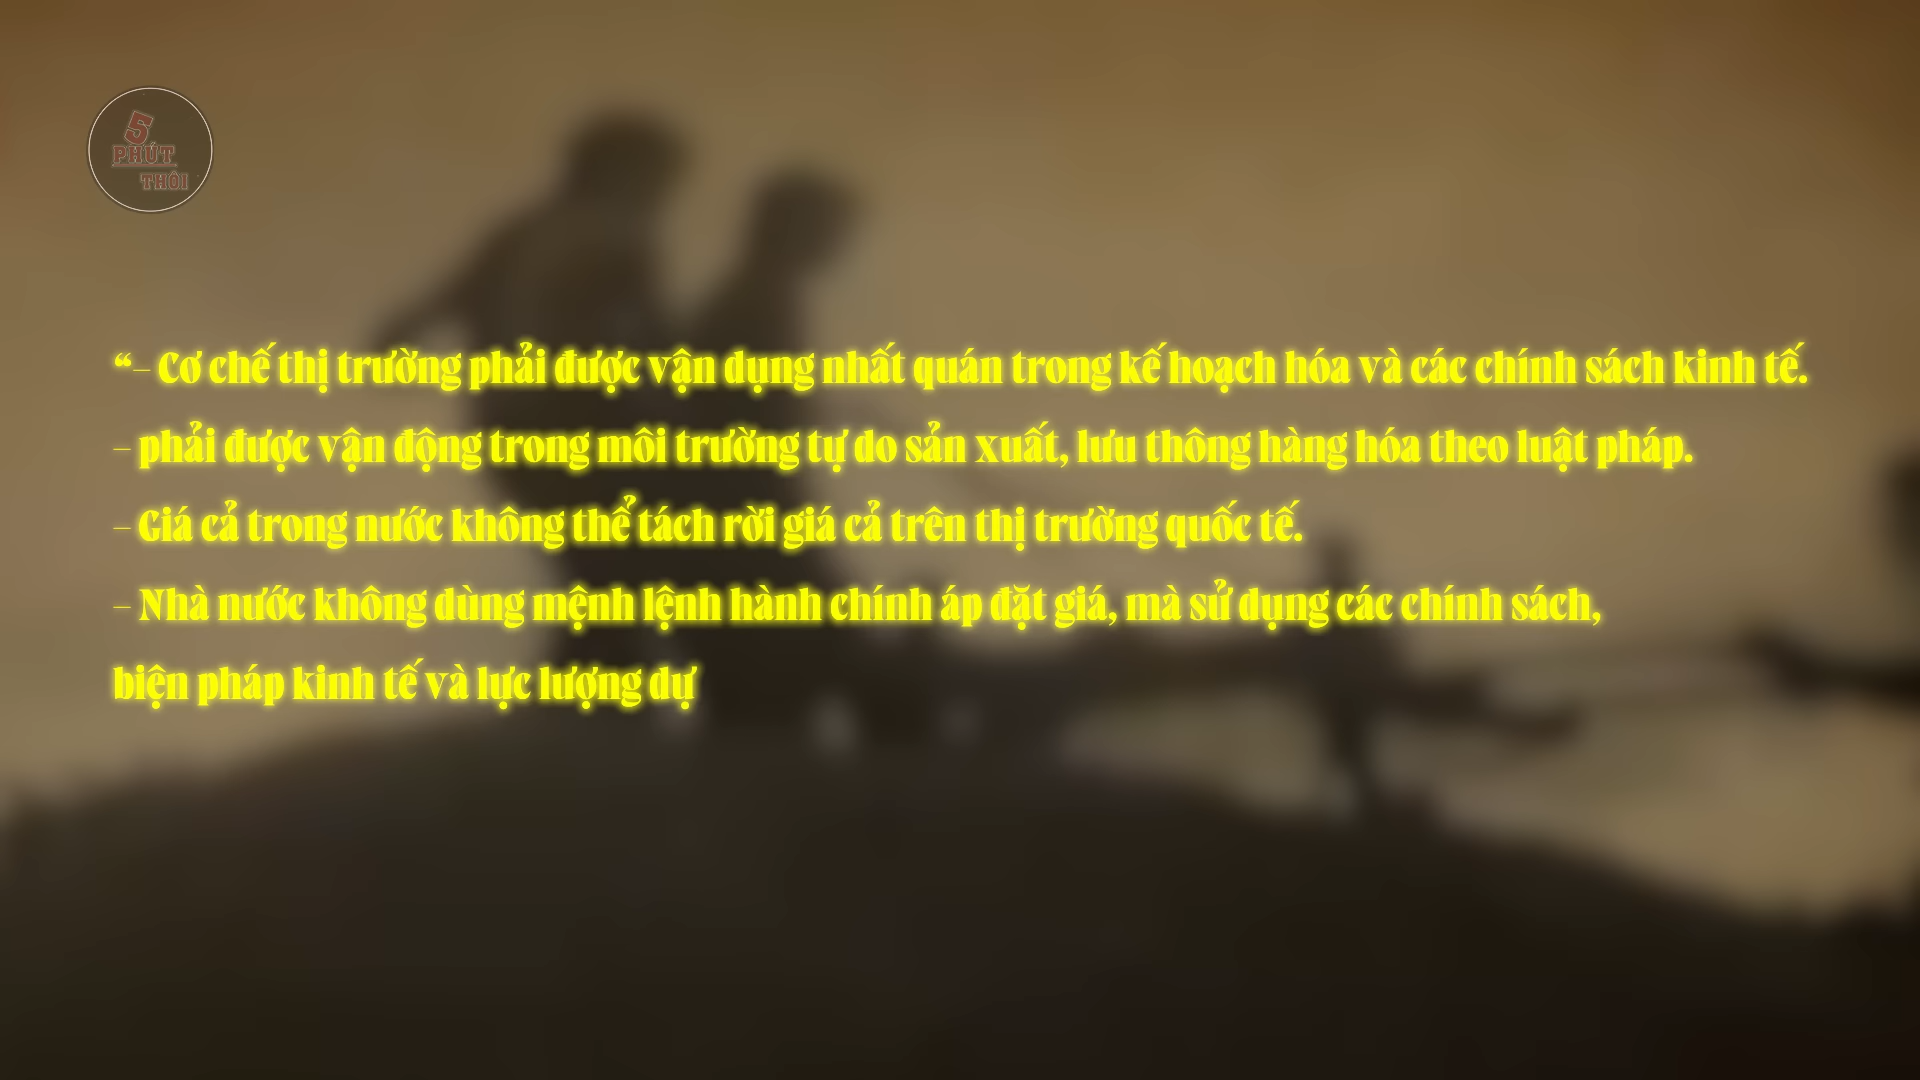 5
PHÚT
THÔI
“– Cơ chế thị trường phải được vận dụng nhất quán trong kế hoạch hóa và các chính sách kinh tế.
– phải được vận động trong môi trường tự do sản xuất, lưu thông hàng hóa theo luật pháp.
– Giá cả trong nước không thể tách rời giá cả trên thị trường quốc tế.
– Nhà nước không dùng mệnh lệnh hành chính áp đặt giá, mà sử dụng các chính sách,
biện pháp kinh tế và lực lượng dự